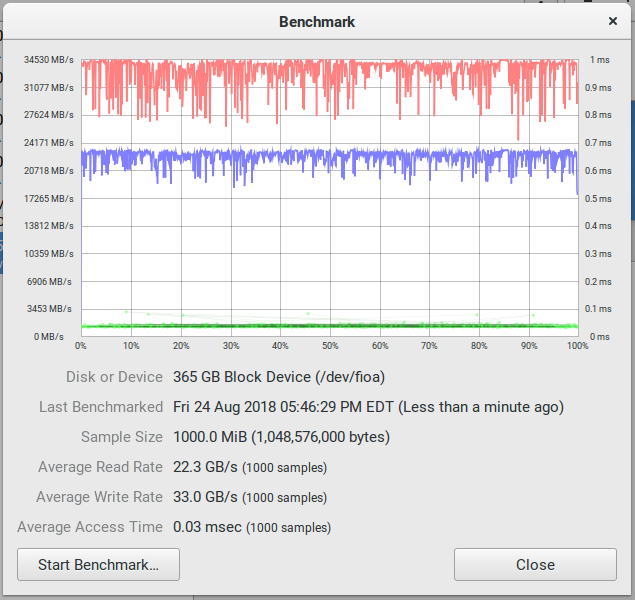 Benchmark
34530 MB/s
31077 MB/s
27624 MB/s
24171 MB/s
20718 MB/s
17265 MB/s
13812 MB/s
10359 MB/s
6906 MB/s
3453 MB/s
0 MB/s
1 ms
0.9 ms
0.8 ms
0.7 ms
0.6 ms
0.5 ms
0.4 ms
0.3 ms
0.2 ms
0.1 ms
0 ms
0% 10% 20% 30% 40% 50% 60% 70% 80% 90% 100%
Disk or Device 365 GB Block Device (/dev/fioa)
Last Benchmarked Fri 24 Aug 2018 05:46:29 PM EDT (Less than a minute ago)
Sample Size 1000.0 MiB (1,048,576,000 bytes)
Average Read Rate 22.3 GB/s (1000 samples)
Average Write Rate 33.0 GB/s (1000 samples)
Average Access Time 0.03 msec (1000 samples)
Start Benchmark... Close